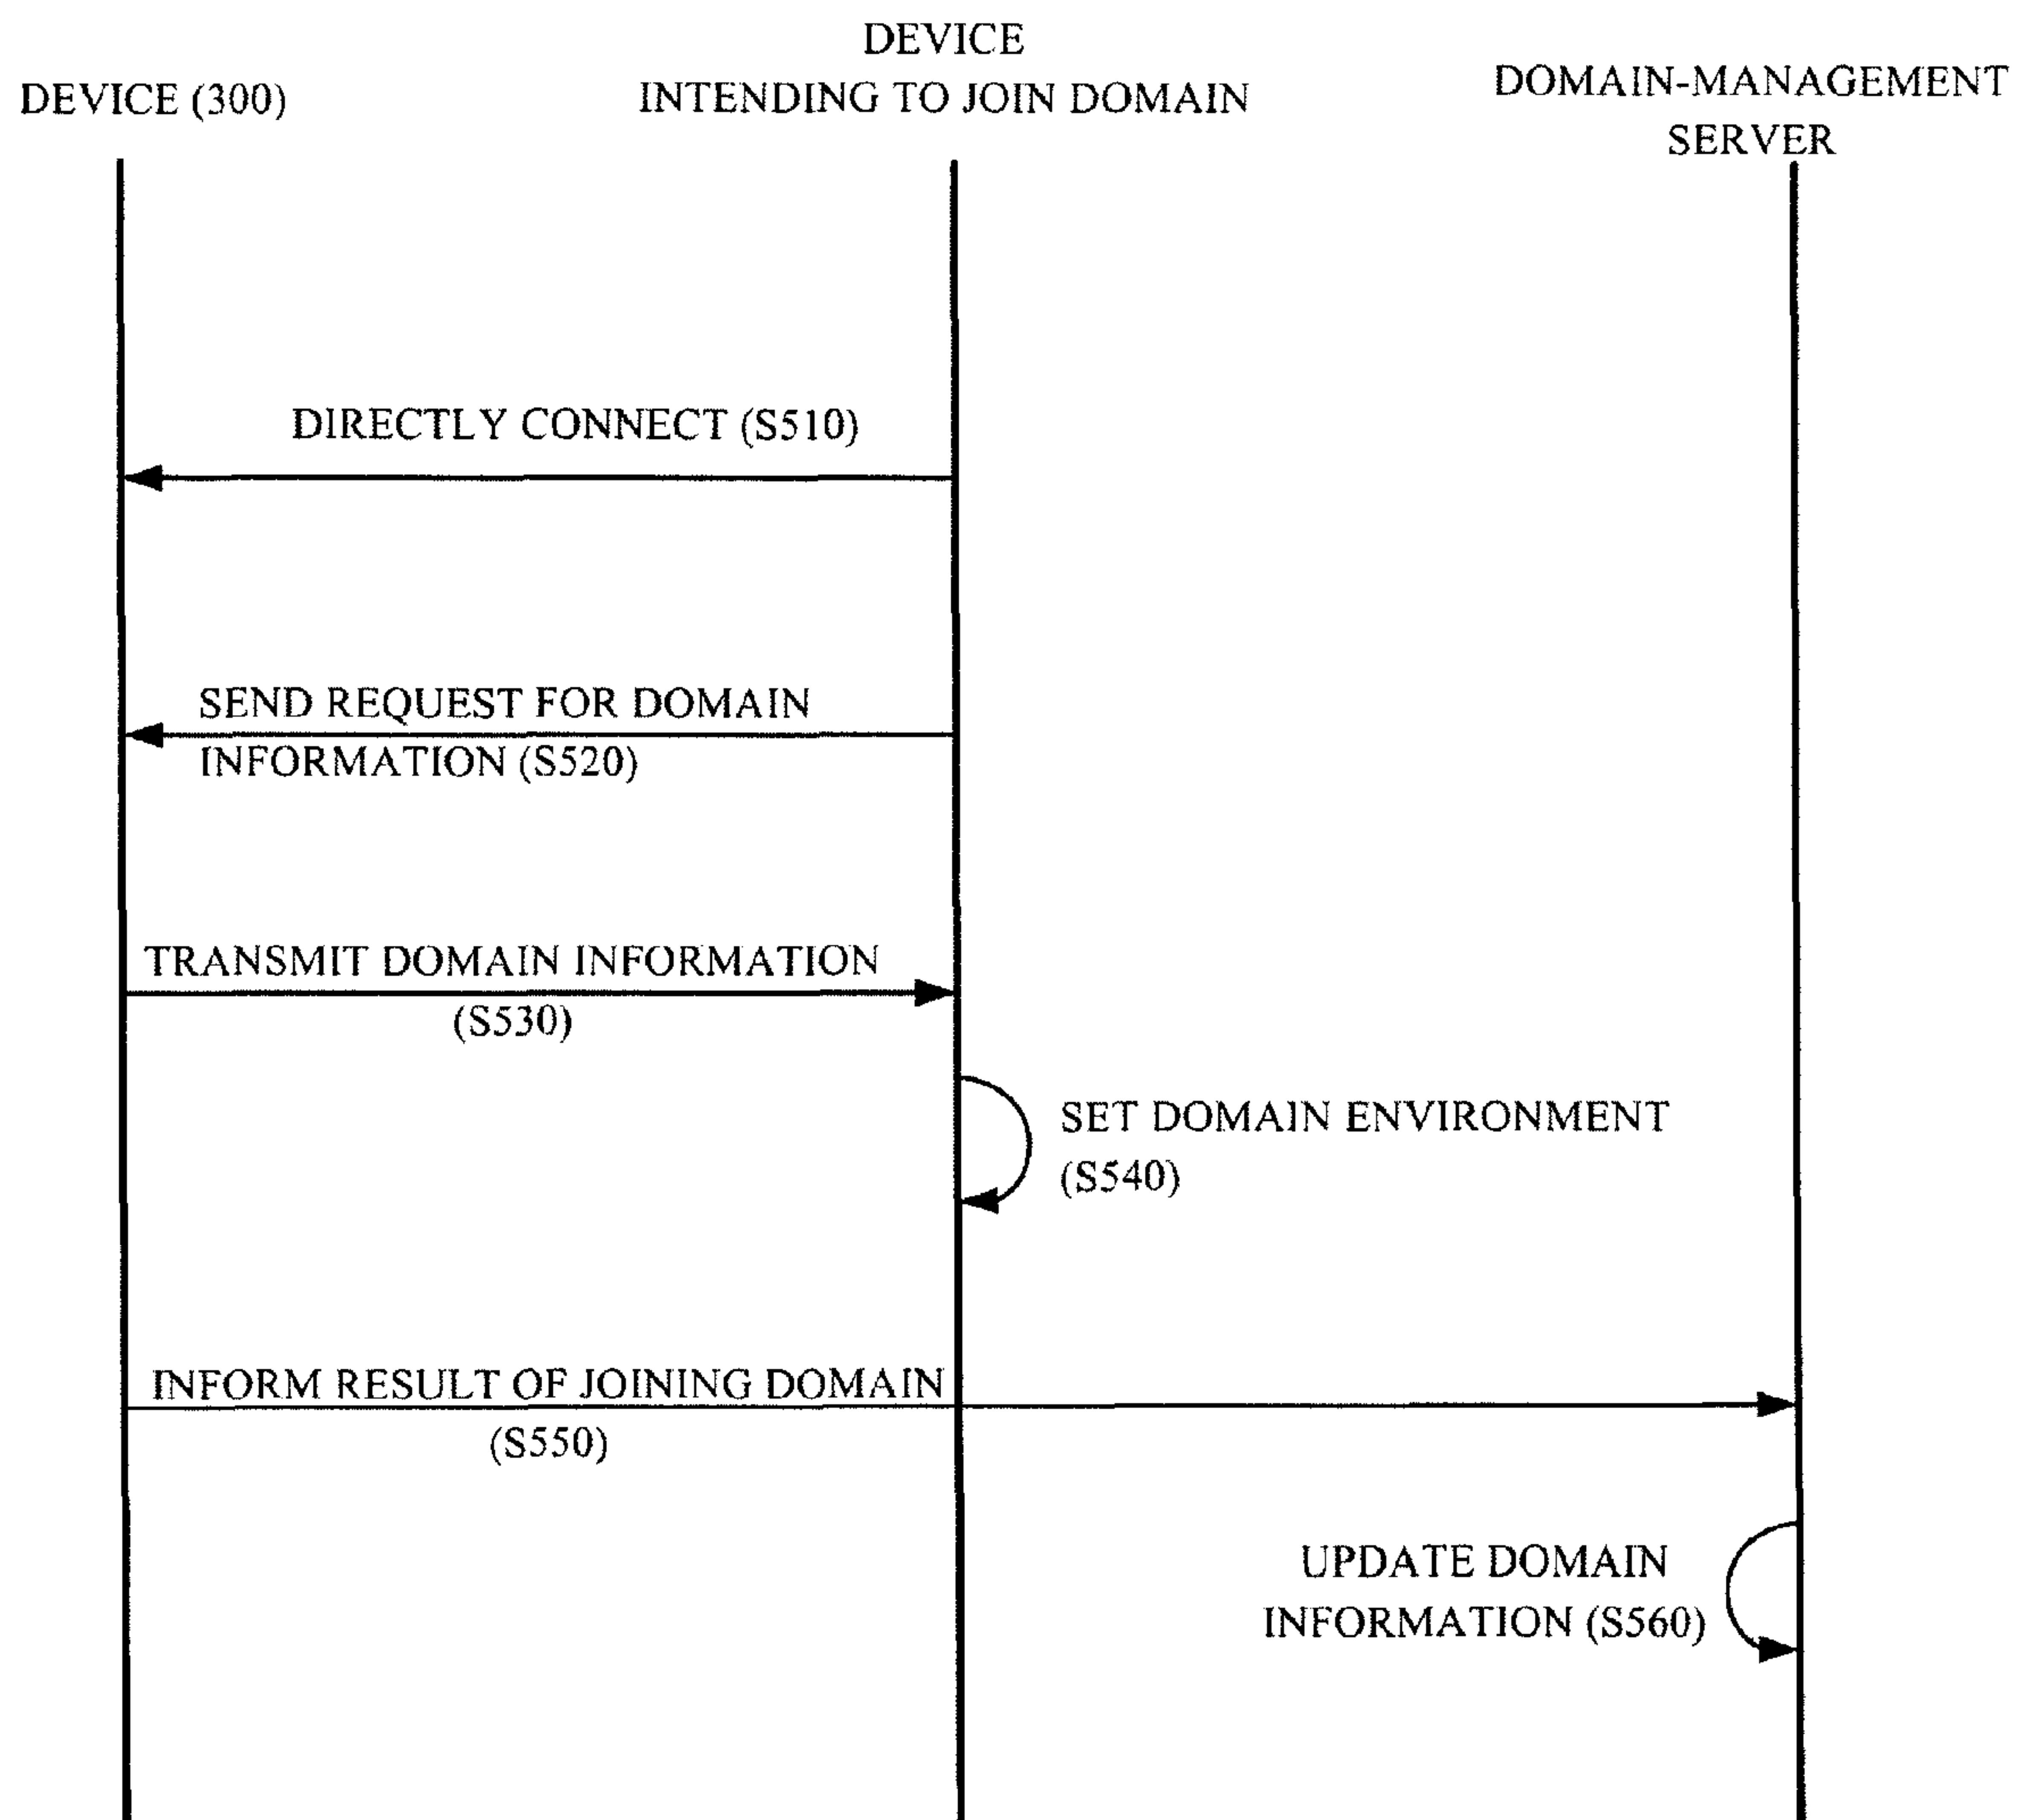 DEVICE (300)
DEVICE
INTENDING TO JOIN DOMAIN
DOMAIN-MANAGEMENT
SERVER
DIRECTLY CONNECT (S510)
SEND REQUEST FOR DOMAIN
INFORMATION (S520)
TRANSMIT DOMAIN INFORMATION
(S530)
SET DOMAIN ENVIRONMENT
(S540)
INFORM RESULT OF JOINING DOMAIN
(S550)
UPDATE DOMAIN
INFORMATION (S560)